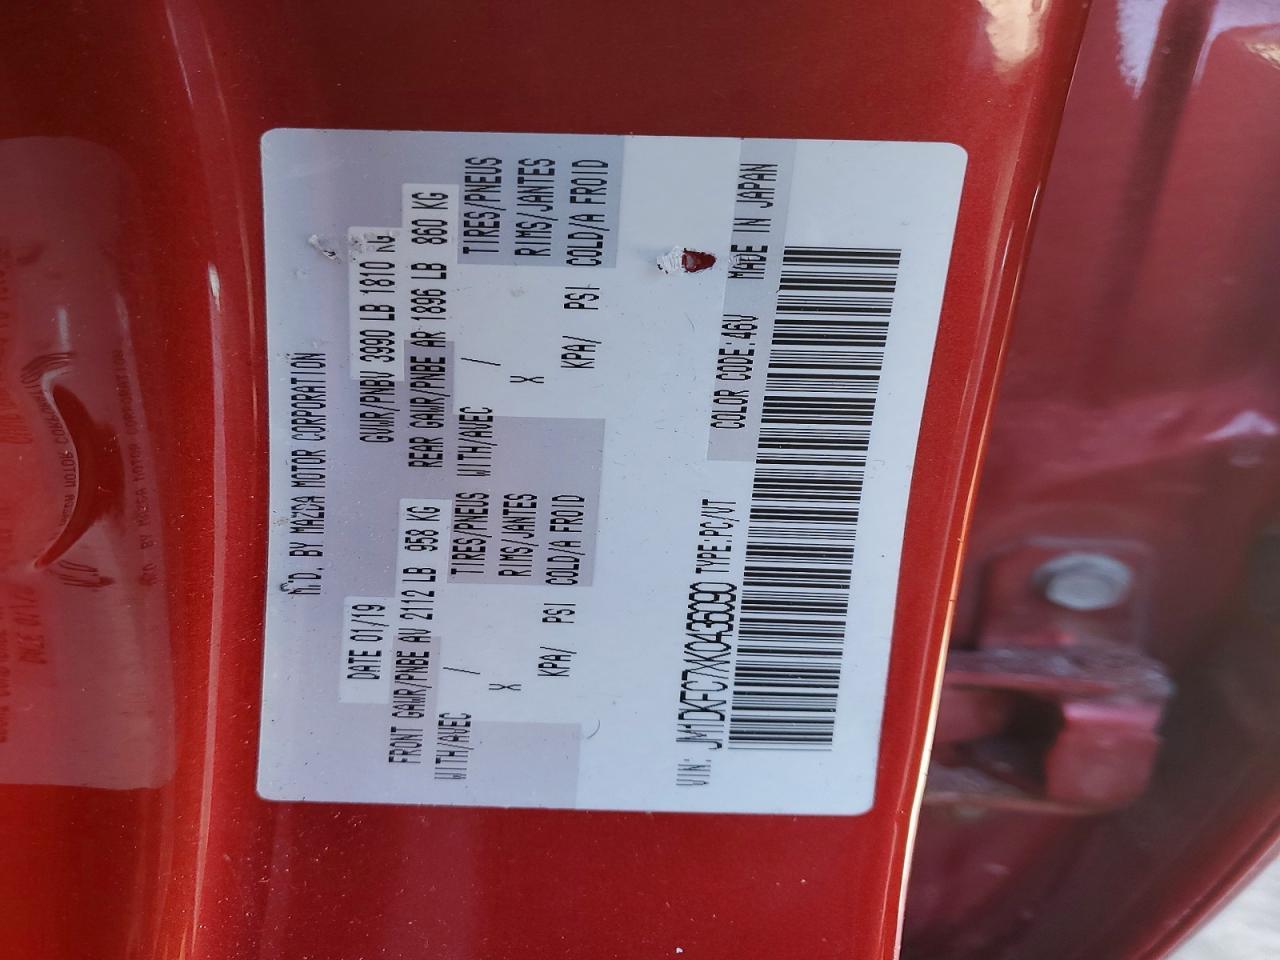 M'D. BY MAZDA MOTOR CORPORATION
DATE 01/19
GVWR/PNBV 3990 LB 1810 KG
FRONT GAWR/PNBE AV 2112 LB 958 KG
REAR GAWR/PNBE AR 1896 LB 860 KG
WITH/AVEC
TIRES/PNEUS
WITH/AVEC
TIRES/PNEUS
/
RIMS/JANTES
/
RIMS/JANTES
X
COLD/A FROID
X
COLD/A FROID
KPA/ PSI
KPA/ PSI
VIN: JM1DKFC7XK0436090 TYPE:PC/VT
COLOR CODE:46V
MADE IN JAPAN